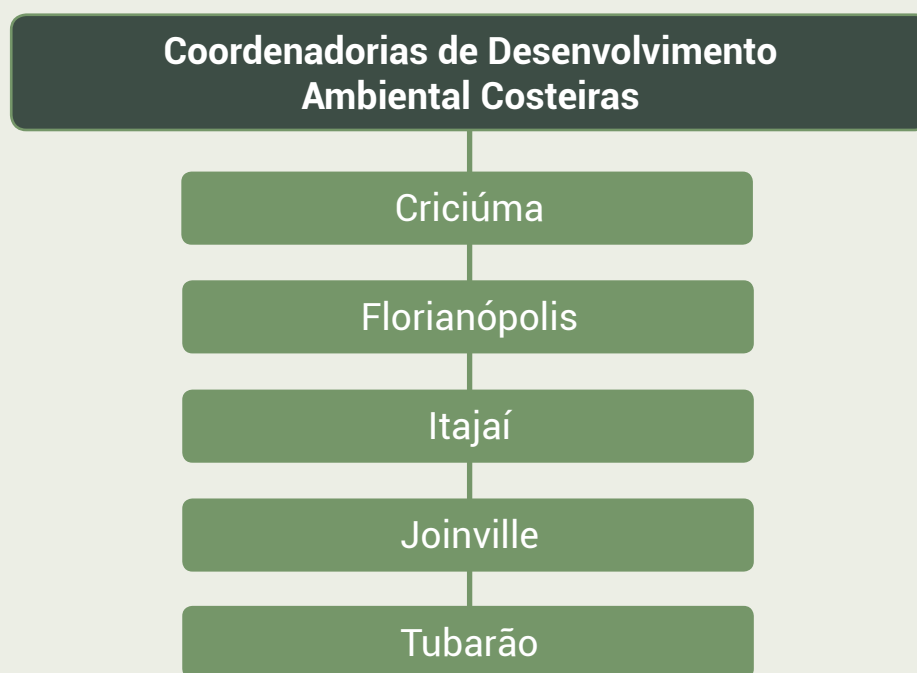 Coordenadorias de Desenvolvimento
Ambiental Costeiras
Criciúma
Florianópolis
Itajaí
Joinville
Tubarão